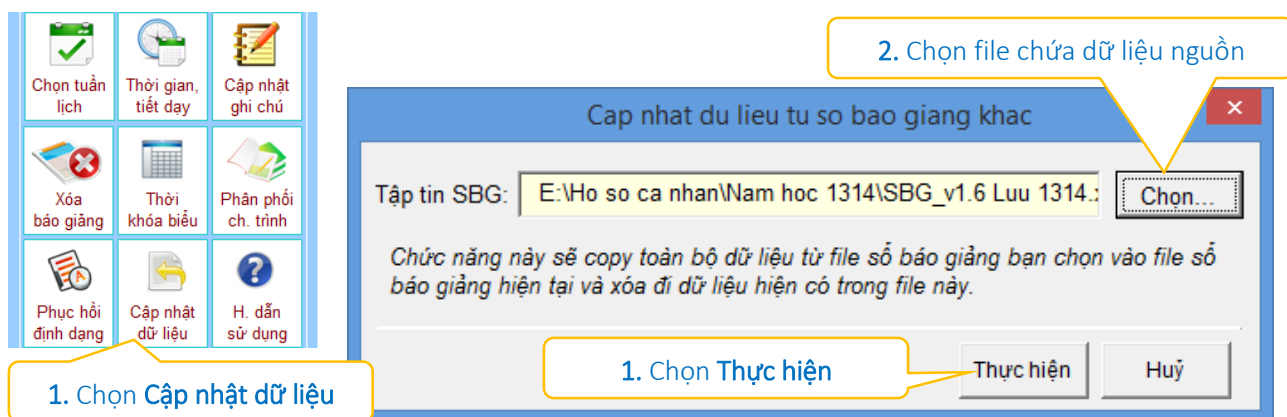 Chọn tuần
lịch
Thời gian,
tiết dạy
Cập nhật
ghi chú
Xóa
báo giảng
Thời
khóa biểu
Phân phối
ch. trình
Phục hồi
định dạng
Cập nhật
dữ liệu
H. dẫn
sử dụng
1. Chọn Cập nhật dữ liệu
2. Chọn file chứa dữ liệu nguồn
Cap nhat du lieu tu so bao giang khac
Tập tin SBG: E:\Ho so ca nhan\Nam hoc 1314\SBG_v1.6 Luu 1314. Chọn...
Chức năng này sẽ copy toàn bộ dữ liệu từ file sổ báo giảng bạn chọn vào file sổ
báo giảng hiện tại và xóa đi dữ liệu hiện có trong file này.
1. Chọn Thực hiện
Thực hiện
Huỷ